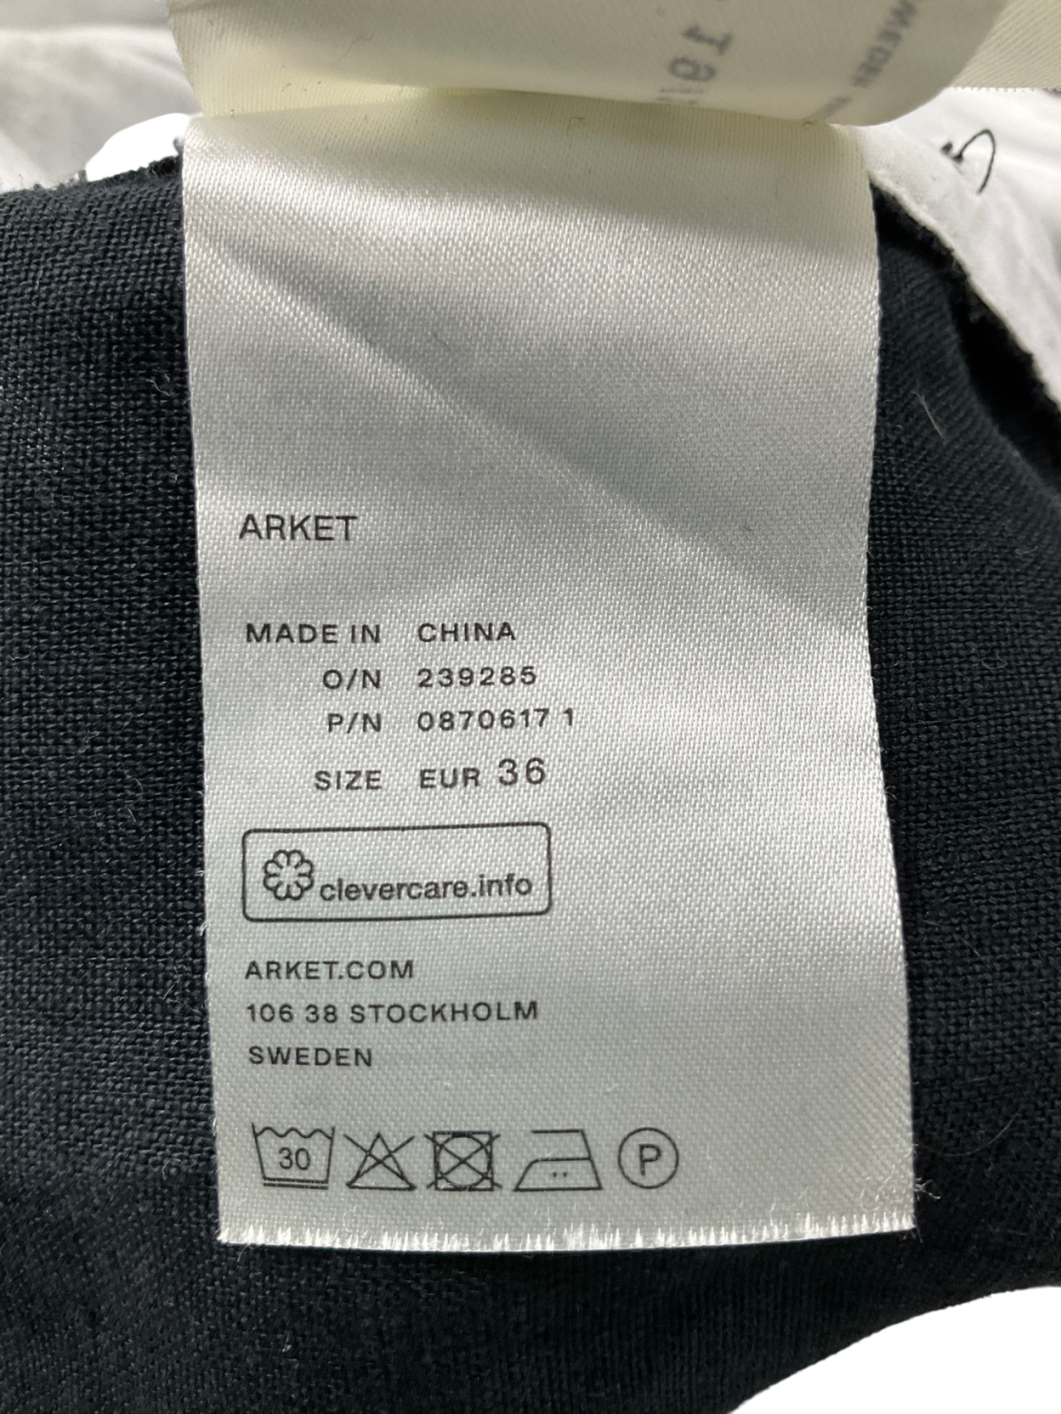 ARKET
MADE IN CHINA
O/N 239285
P/N 0870617 1
SIZE EUR 36
clevercare.info
ARKET.COM
106 38 STOCKHOLM
SWEDEN
30
P